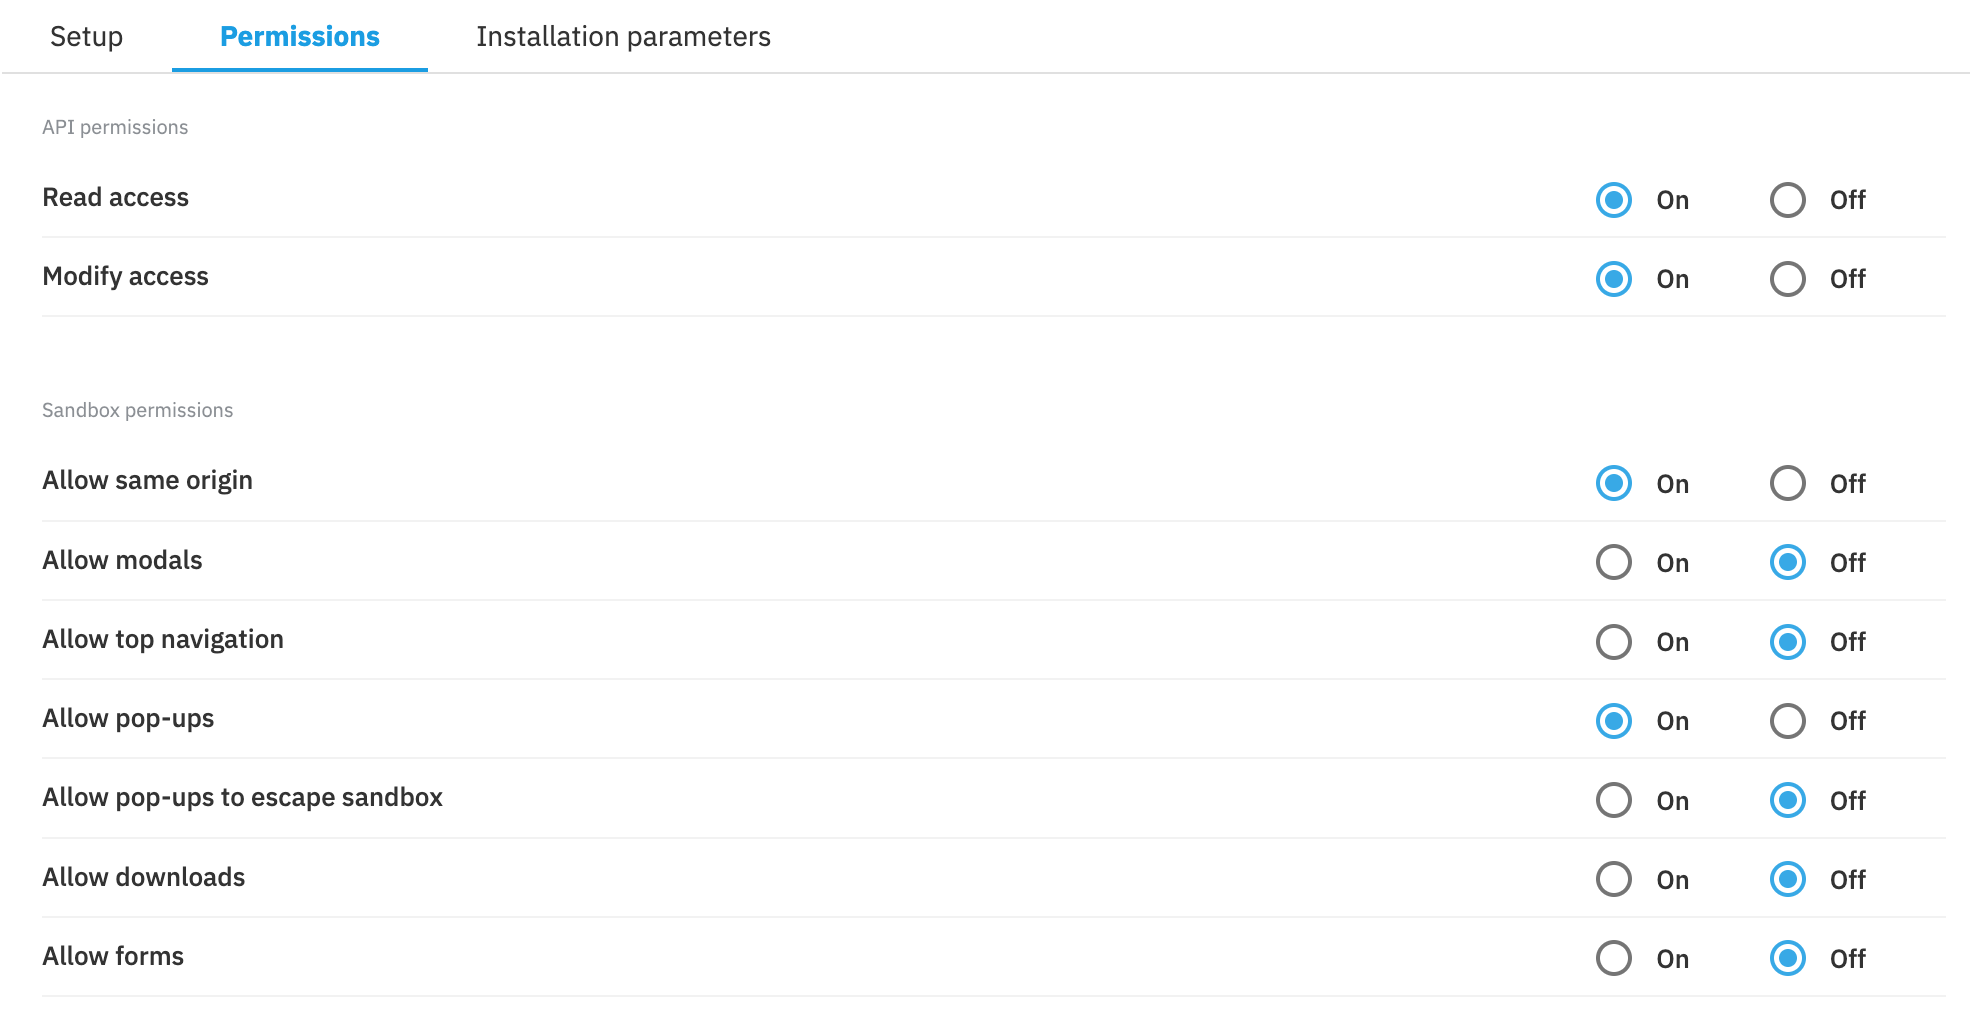 Setup Permissions Installation parameters
API permissions
Read access On Off
Modify access On Off
Sandbox permissions
Allow same origin On Off
Allow modals On Off
Allow top navigation On Off
Allow pop-ups On Off
Allow pop-ups to escape sandbox On Off
Allow downloads On Off
Allow forms On Off